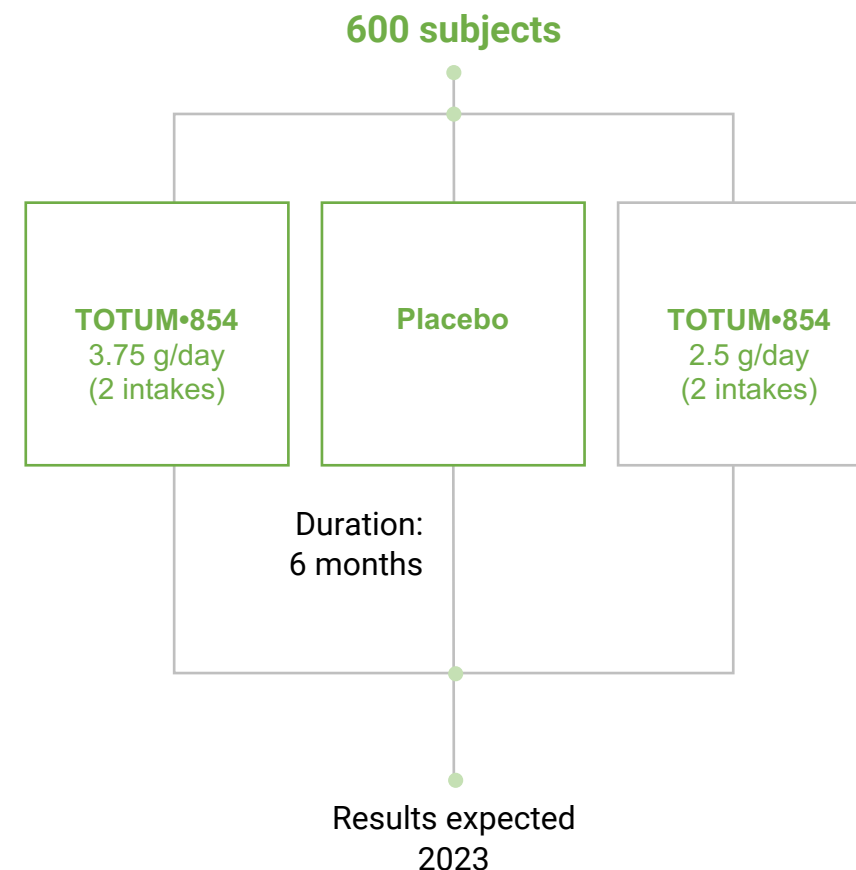 600 subjects
TOTUM•854
3.75 g/day
(2 intakes)
Placebo
TOTUM•854
2.5 g/day
(2 intakes)
Duration:
6 months
Results expected
2023